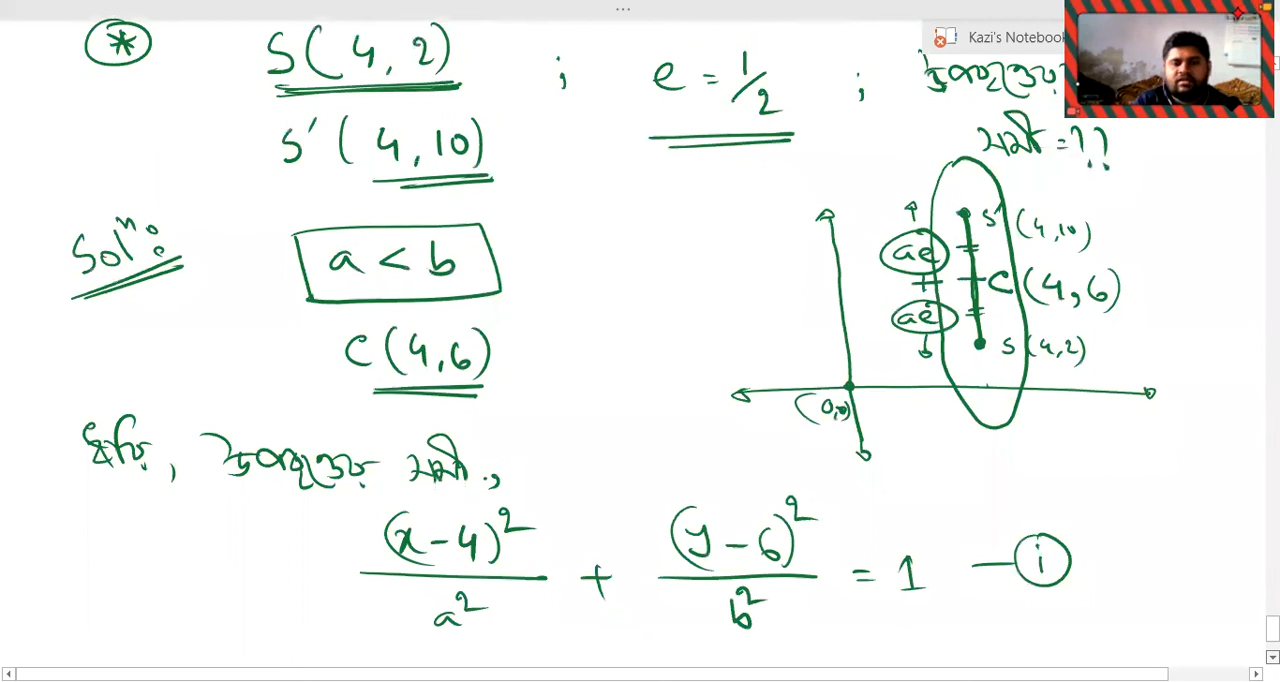 Kazi's Notebook
* S(4, 2) ; e = 1/2 ; উপবৃত্তের
S'(4, 10) সমী = ??
Solⁿ: a < b
C(4,6)
S' (4, 10)
ae
C (4, 6)
ae
S (4, 2)
(0,0)
ধরি, উপবৃত্তের সমী.,
(x-4)²/a² + (y-6)²/b² = 1 — i